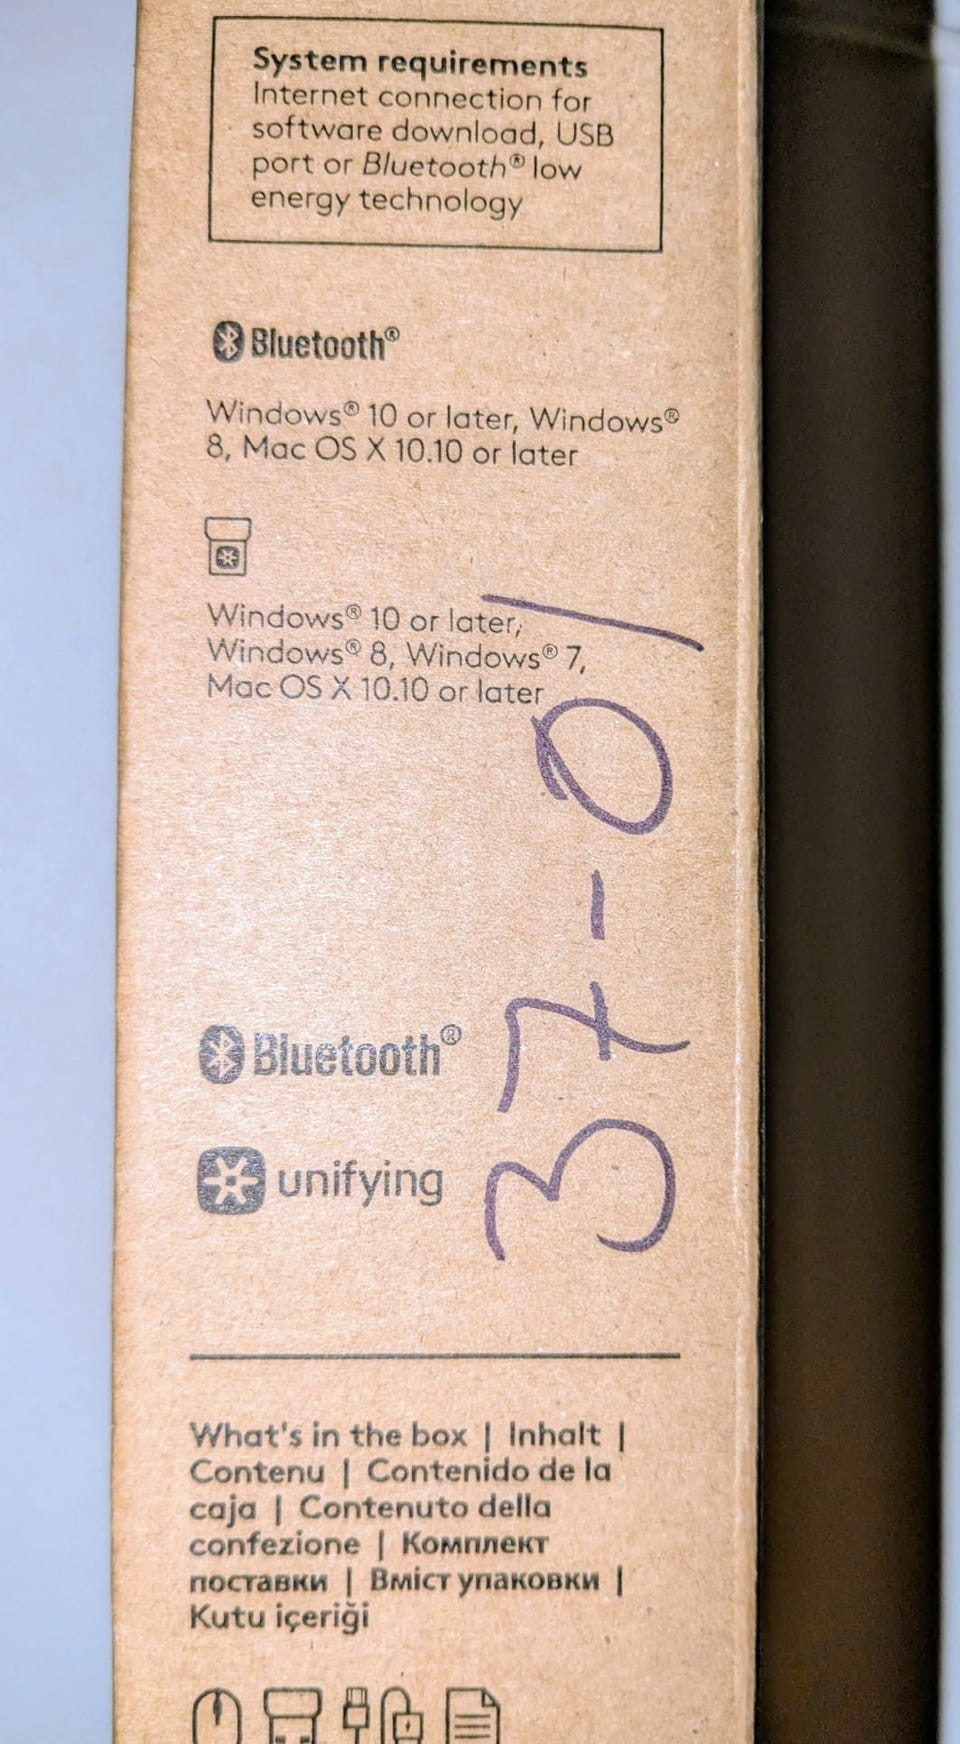 System requirements
Internet connection for
software download, USB
port or Bluetooth® low
energy technology
Bluetooth®
Windows® 10 or later, Windows®
8, Mac OS X 10.10 or later
Windows® 10 or later,
Windows® 8, Windows® 7,
Mac OS X 10.10 or later
37-01
Bluetooth®
unifying
What's in the box | Inhalt |
Contenu | Contenido de la
caja | Contenuto della
confezione | Комплект
поставки | Вміст упаковки |
Kutu içeriği